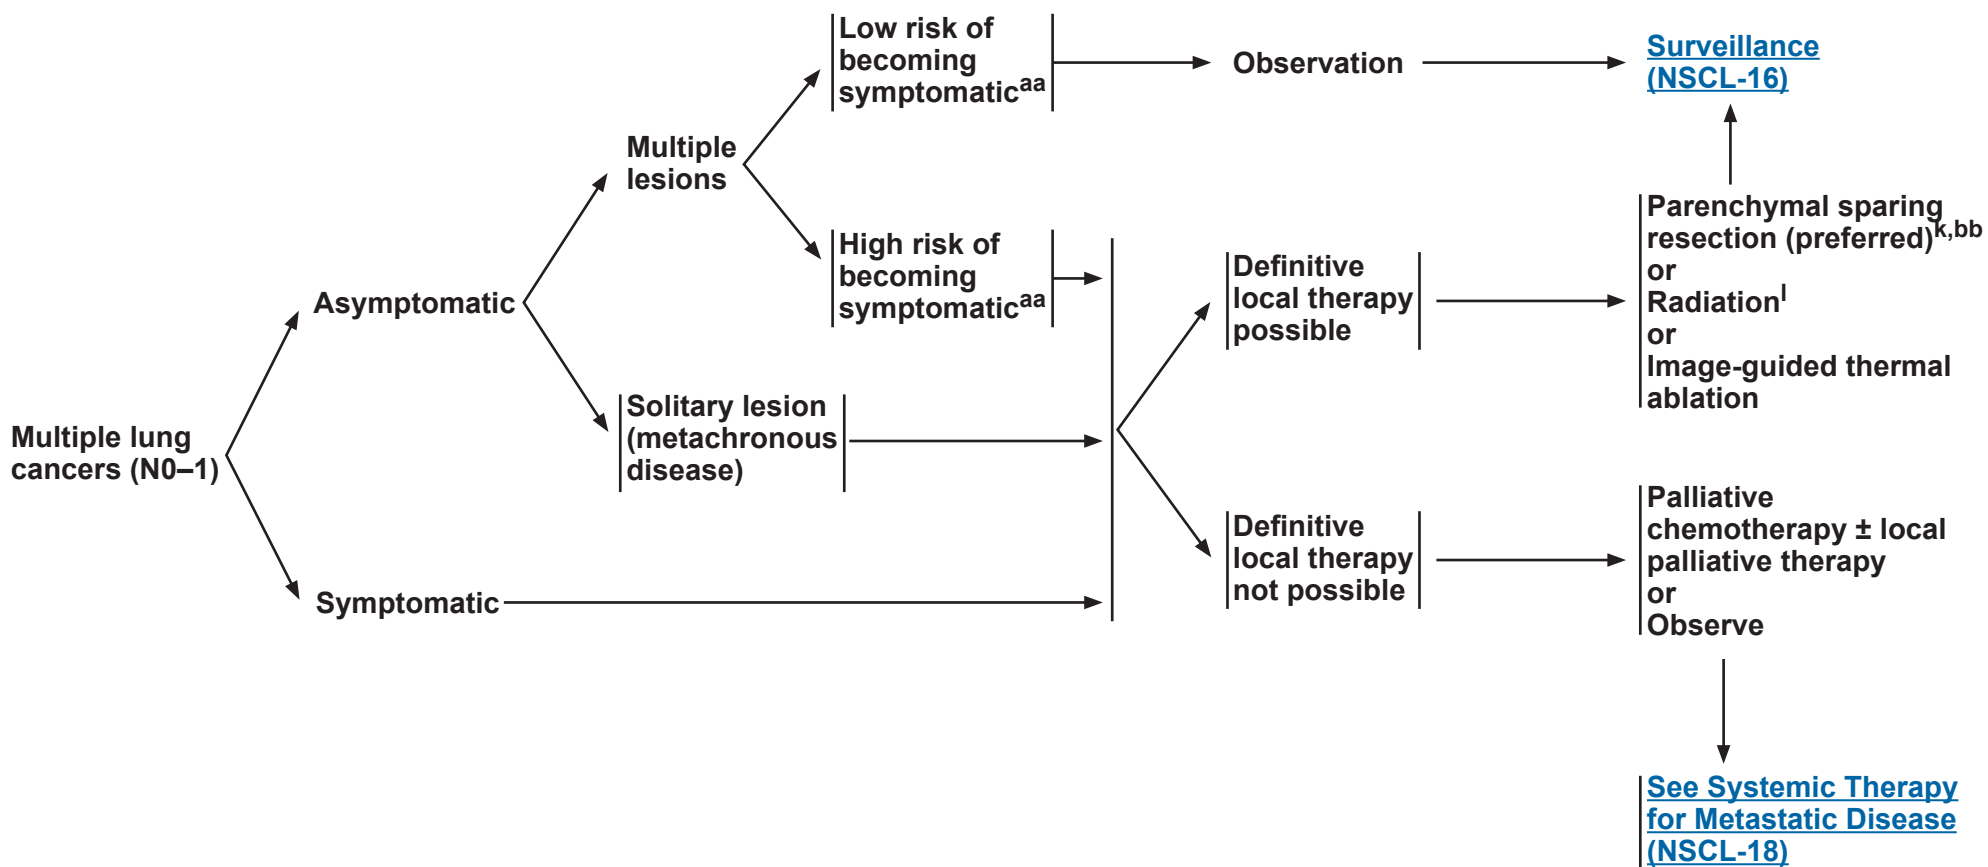 Multiple lung
cancers (N0–1)
Asymptomatic
Symptomatic
Multiple
lesions
Solitary lesion
(metachronous
disease)
Low risk of
becoming
symptomaticaa
High risk of
becoming
symptomaticaa
Observation
Definitive
local therapy
possible
Definitive
local therapy
not possible
Surveillance
(NSCL-16)
Parenchymal sparing
resection (preferred)k,bb
or
Radiationl
or
Image-guided thermal
ablation
Palliative
chemotherapy ± local
palliative therapy
or
Observe
See Systemic Therapy
for Metastatic Disease
(NSCL-18)